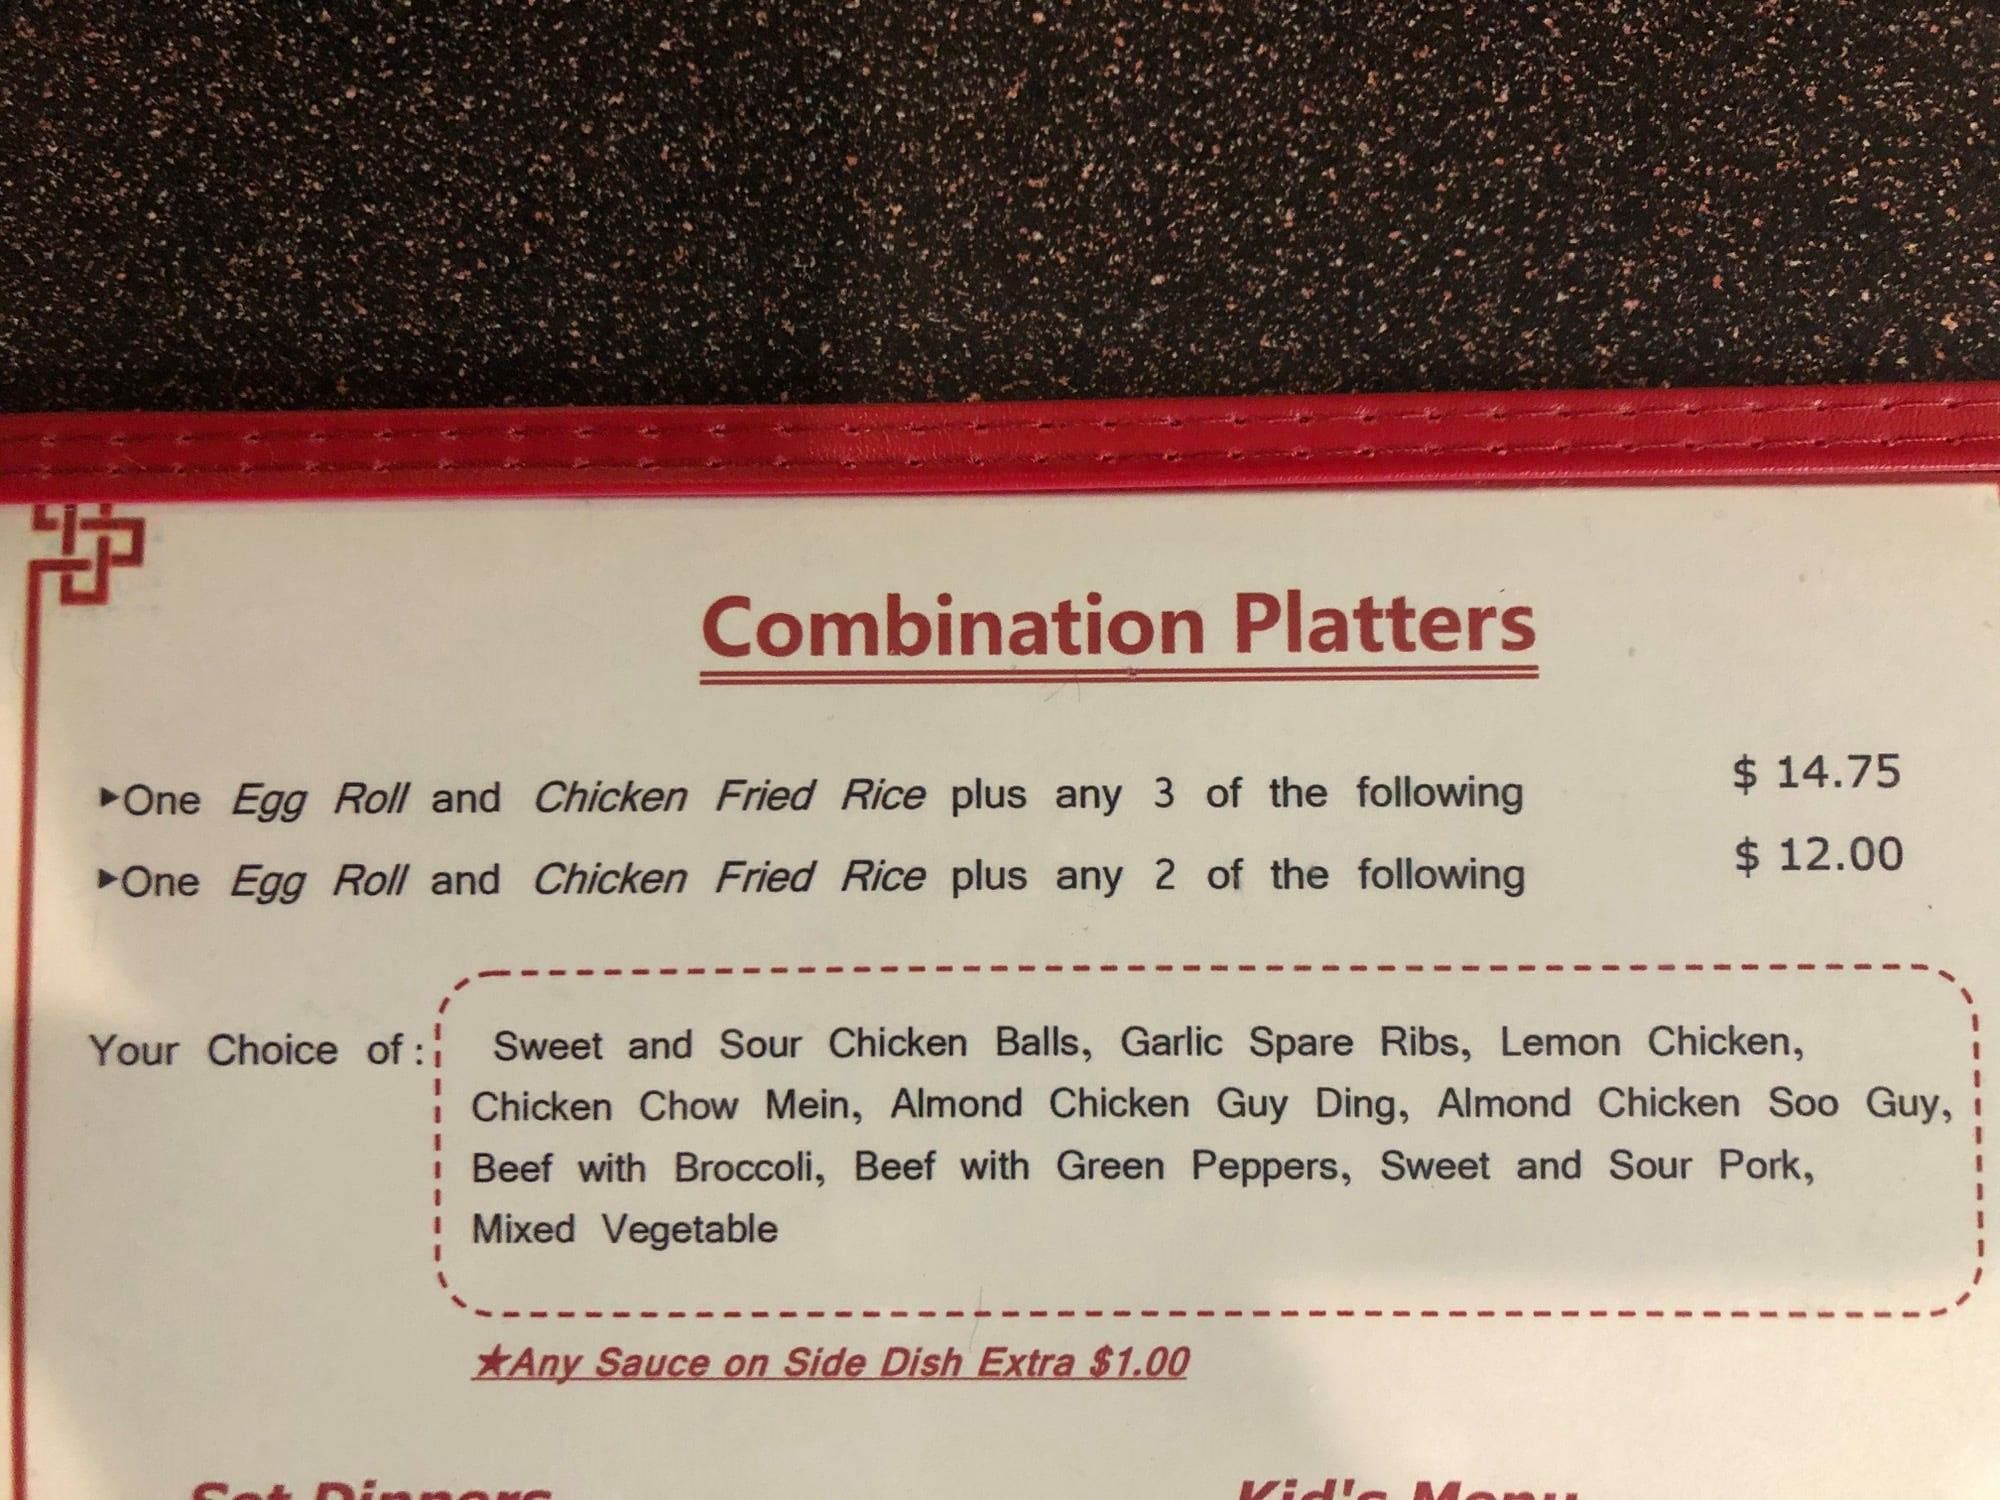 Combination Platters
▶One Egg Roll and Chicken Fried Rice plus any 3 of the following $ 14.75
▶One Egg Roll and Chicken Fried Rice plus any 2 of the following $ 12.00
Your Choice of : Sweet and Sour Chicken Balls, Garlic Spare Ribs, Lemon Chicken,
Chicken Chow Mein, Almond Chicken Guy Ding, Almond Chicken Soo Guy,
Beef with Broccoli, Beef with Green Peppers, Sweet and Sour Pork,
Mixed Vegetable
★Any Sauce on Side Dish Extra $1.00
Set Dinners Kid's Menu